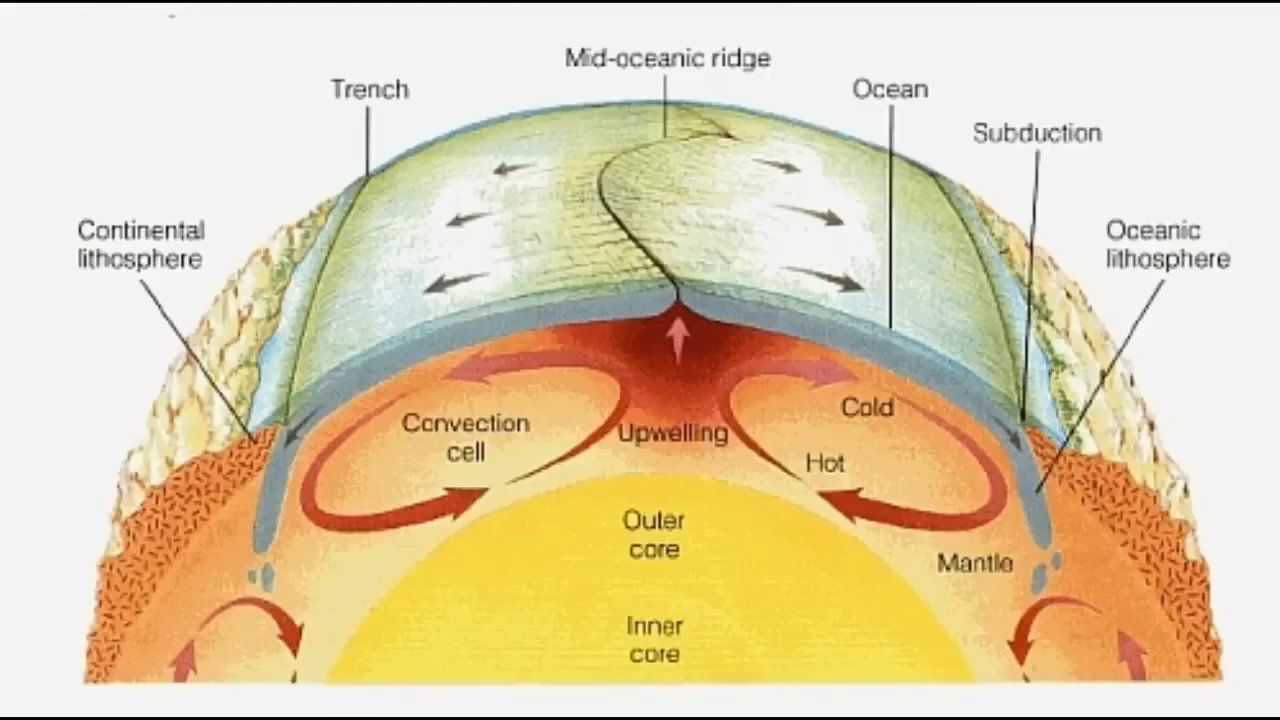 Mid-oceanic ridge
Trench
Ocean
Subduction
Continental
lithosphere
Oceanic
lithosphere
Cold
Convection
cell
Upwelling
Hot
Outer
core
Mantle
Inner
core